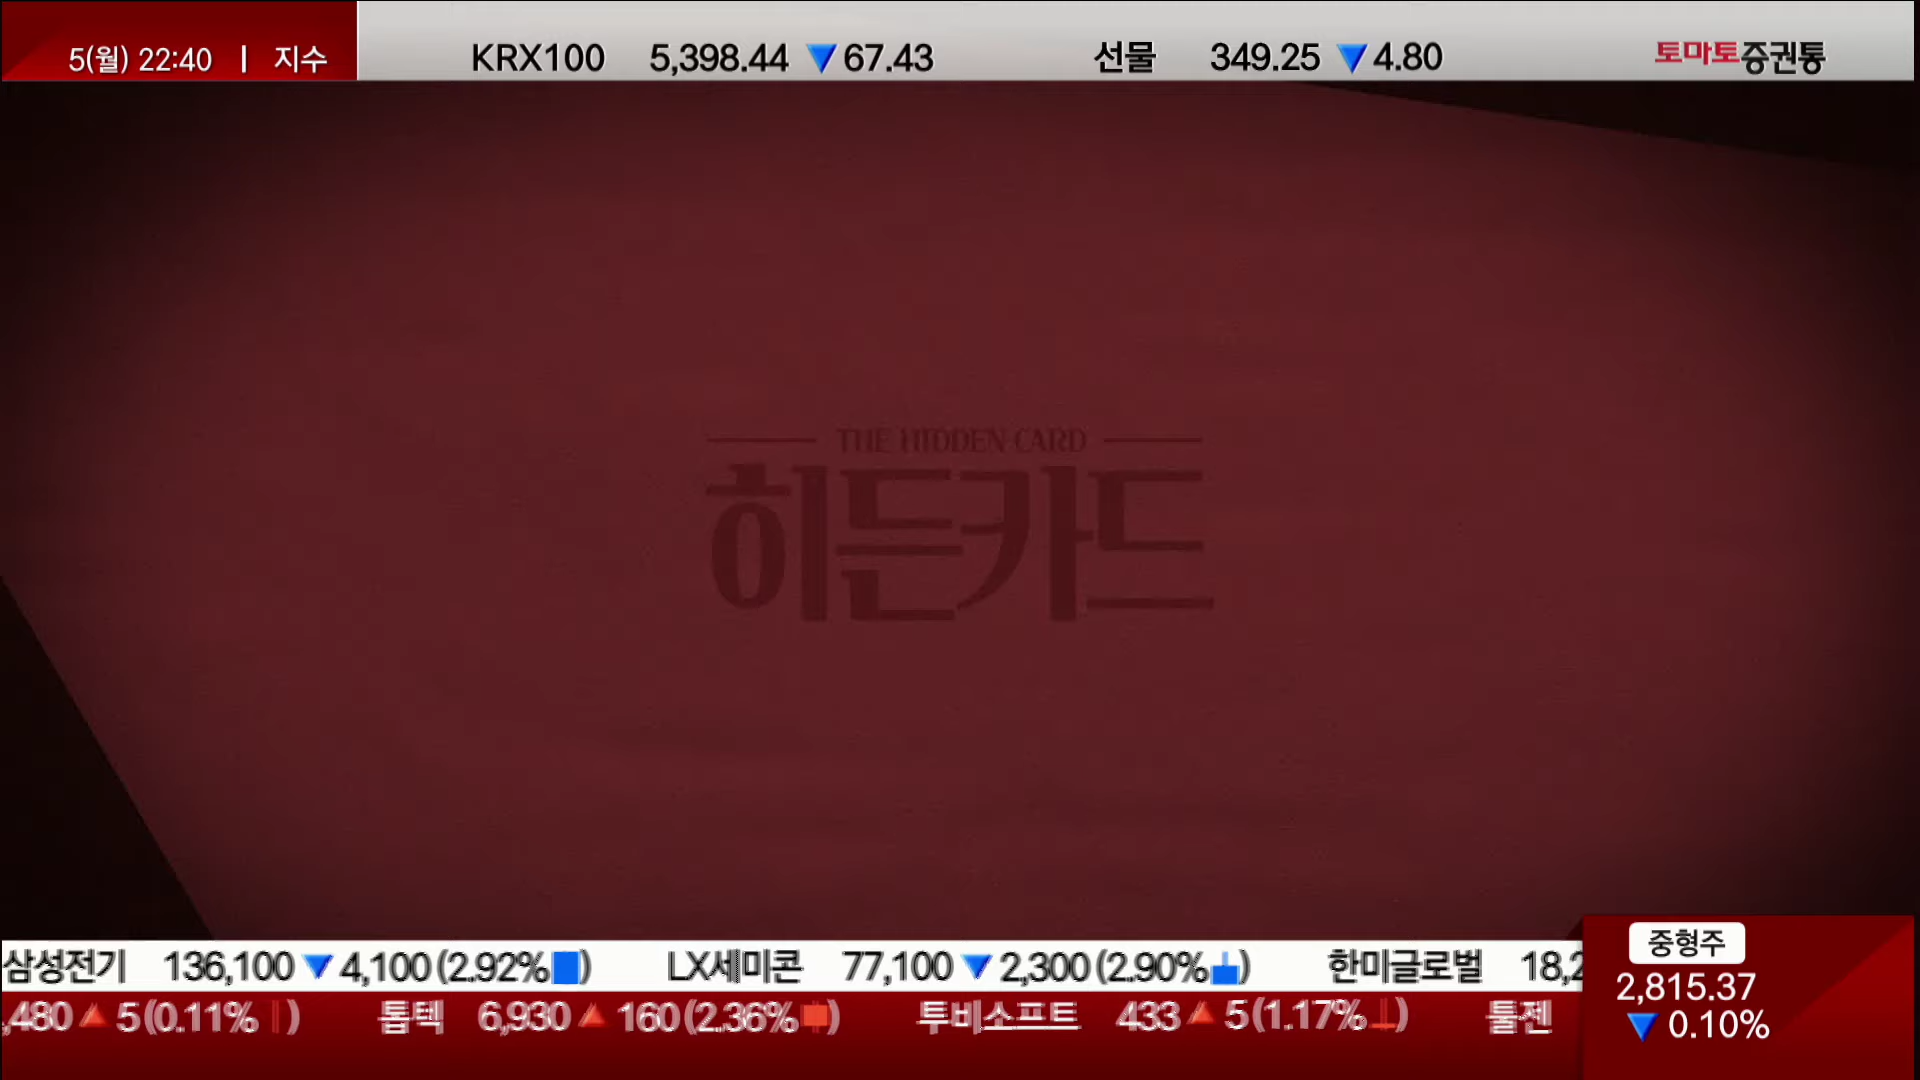 5(월) 22:40 | 지수 KRX100 5,398.44 ▼67.43 선물 349.25 ▼4.80 토마토증권통
THE HIDDEN CARD
히든카드
삼성전기 136,100▼4,100(2.92%) LX세미콘 77,100▼2,300(2.90%) 한미글로벌 18,2
,480▲5(0.11%) 톱텍 6,930▲160(2.36%) 투비소프트 433▲5(1.17%) 툴젠
중형주
2,815.37
▼0.10%